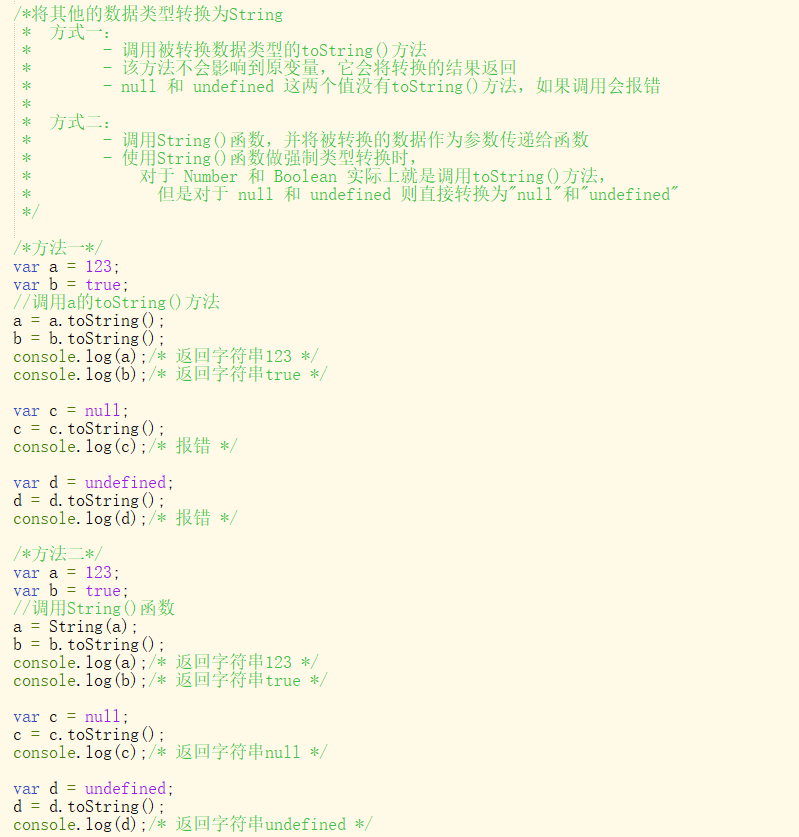 /*将其他的数据类型转换为String
 *  方式一：
 *        - 调用被转换数据类型的toString()方法
 *        - 该方法不会影响到原变量，它会将转换的结果返回
 *        - null 和 undefined 这两个值没有toString()方法，如果调用会报错
 *
 *  方式二：
 *        - 调用String()函数，并将被转换的数据作为参数传递给函数
 *        - 使用String()函数做强制类型转换时，
 *            对于 Number 和 Boolean 实际上就是调用toString()方法，
 *              但是对于 null 和 undefined 则直接转换为"null"和"undefined"
 */

/*方法一*/
var a = 123;
var b = true;
//调用a的toString()方法
a = a.toString();
b = b.toString();
console.log(a);/* 返回字符串123 */
console.log(b);/* 返回字符串true */

var c = null;
c = c.toString();
console.log(c);/* 报错 */

var d = undefined;
d = d.toString();
console.log(d);/* 报错 */

/*方法二*/
var a = 123;
var b = true;
//调用String()函数
a = String(a);
b = b.toString();
console.log(a);/* 返回字符串123 */
console.log(b);/* 返回字符串true */

var c = null;
c = c.toString();
console.log(c);/* 返回字符串null */

var d = undefined;
d = d.toString();
console.log(d);/* 返回字符串undefined */